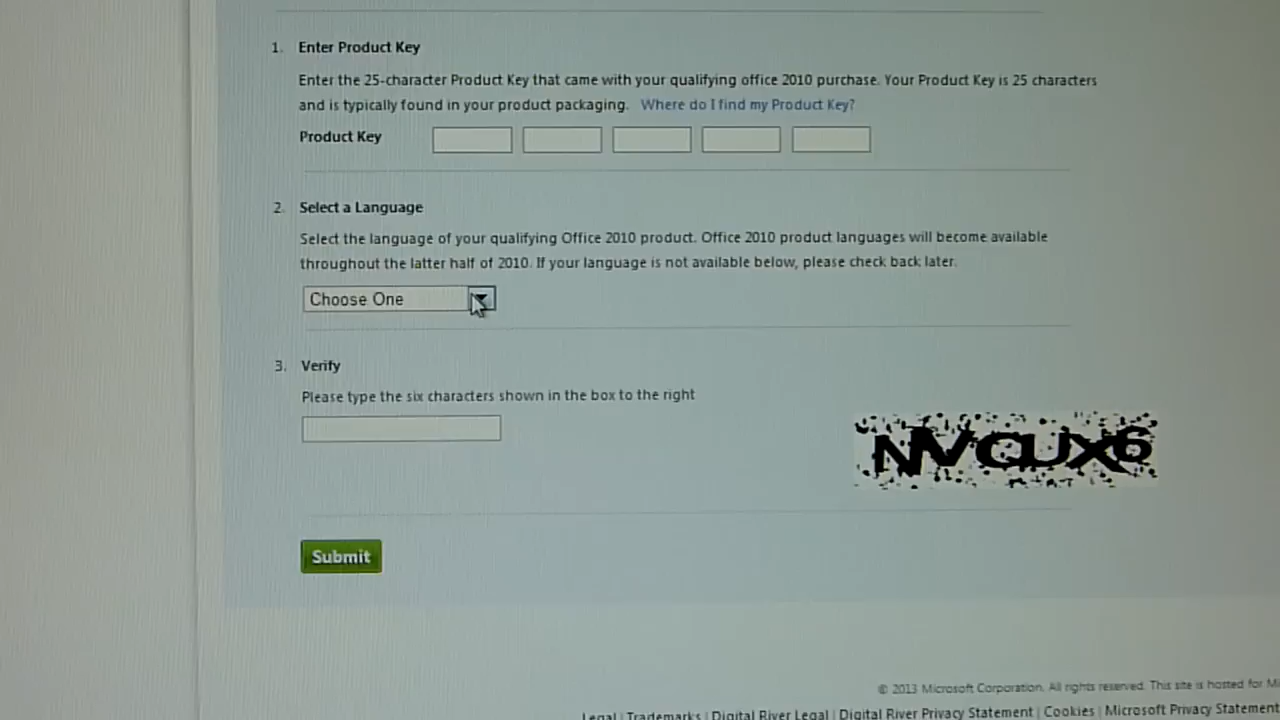 1. Enter Product Key
Enter the 25-character Product Key that came with your qualifying office 2010 purchase. Your Product Key is 25 characters
and is typically found in your product packaging. Where do I find my Product Key?
Product Key
2. Select a Language
Select the language of your qualifying Office 2010 product. Office 2010 product languages will become available
throughout the latter half of 2010. If your language is not available below, please check back later.
Choose One
3. Verify
Please type the six characters shown in the box to the right
Submit
© 2013 Microsoft Corporation. All rights reserved. This site is hosted for
Legal | Trademarks | Digital River Legal | Digital River Privacy Statement | Cookies | Microsoft Privacy Statement